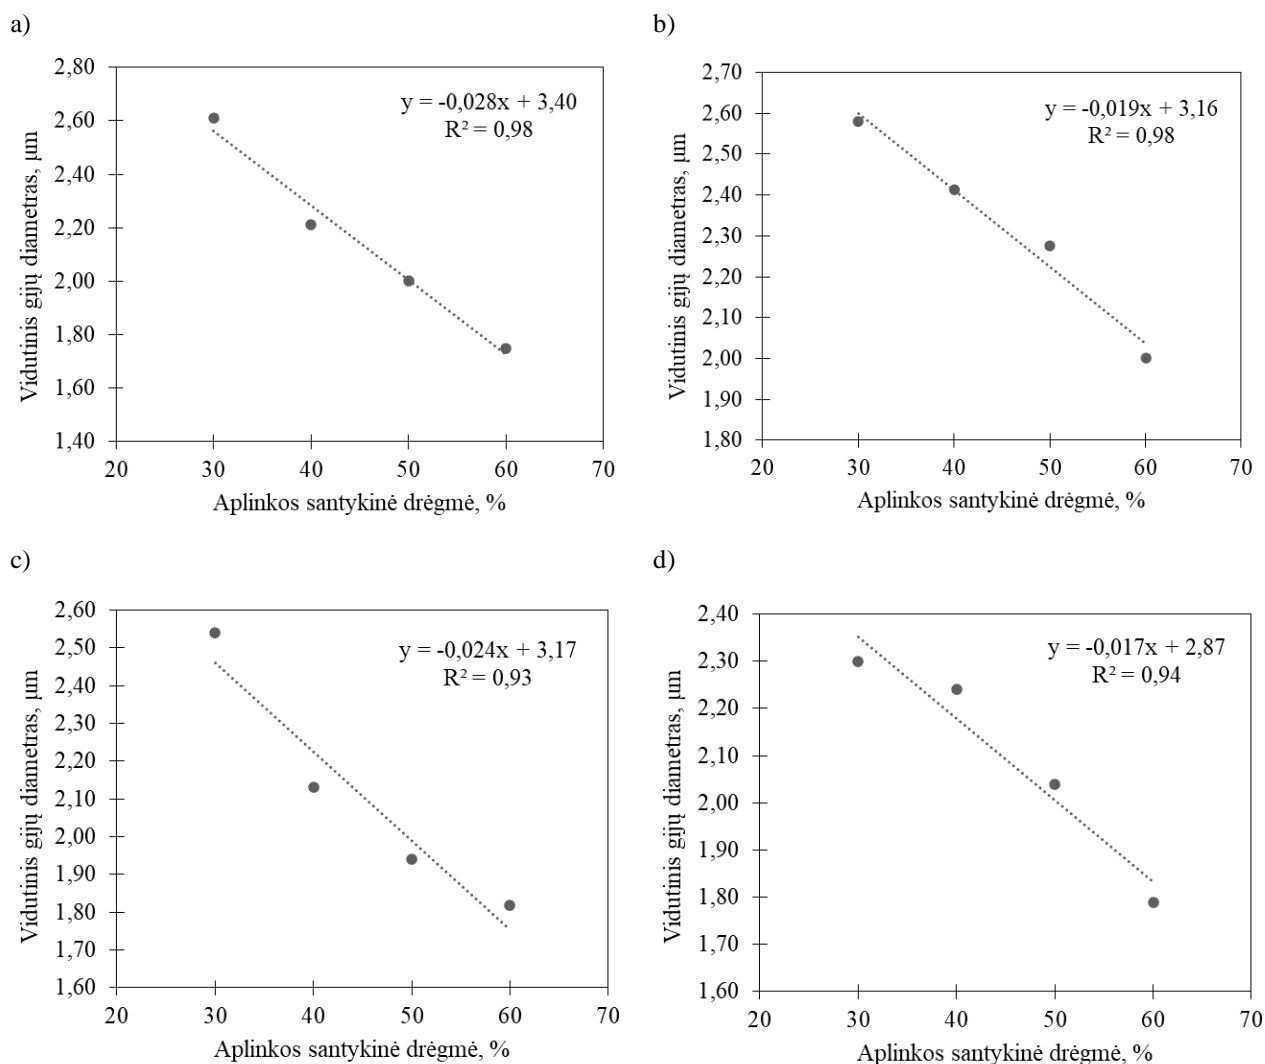 a)
2,80
2,60
2,40
2,20
2,00
1,80
1,60
1,40
20 30 40 50 60 70
Vidutinis gijų diametras, µm
Aplinkos santykinė drėgmė, %
y = -0,028x + 3,40
R² = 0,98
b)
2,70
2,60
2,50
2,40
2,30
2,20
2,10
2,00
1,90
1,80
20 30 40 50 60 70
Vidutinis gijų diametras, µm
Aplinkos santykinė drėgmė, %
y = -0,019x + 3,16
R² = 0,98
c)
2,60
2,50
2,40
2,30
2,20
2,10
2,00
1,90
1,80
1,70
1,60
20 30 40 50 60 70
Vidutinis gijų diametras, µm
Aplinkos santykinė drėgmė, %
y = -0,024x + 3,17
R² = 0,93
d)
2,40
2,30
2,20
2,10
2,00
1,90
1,80
1,70
1,60
20 30 40 50 60 70
Vidutinis gijų diametras, µm
Aplinkos santykinė drėgmė, %
y = -0,017x + 2,87
R² = 0,94